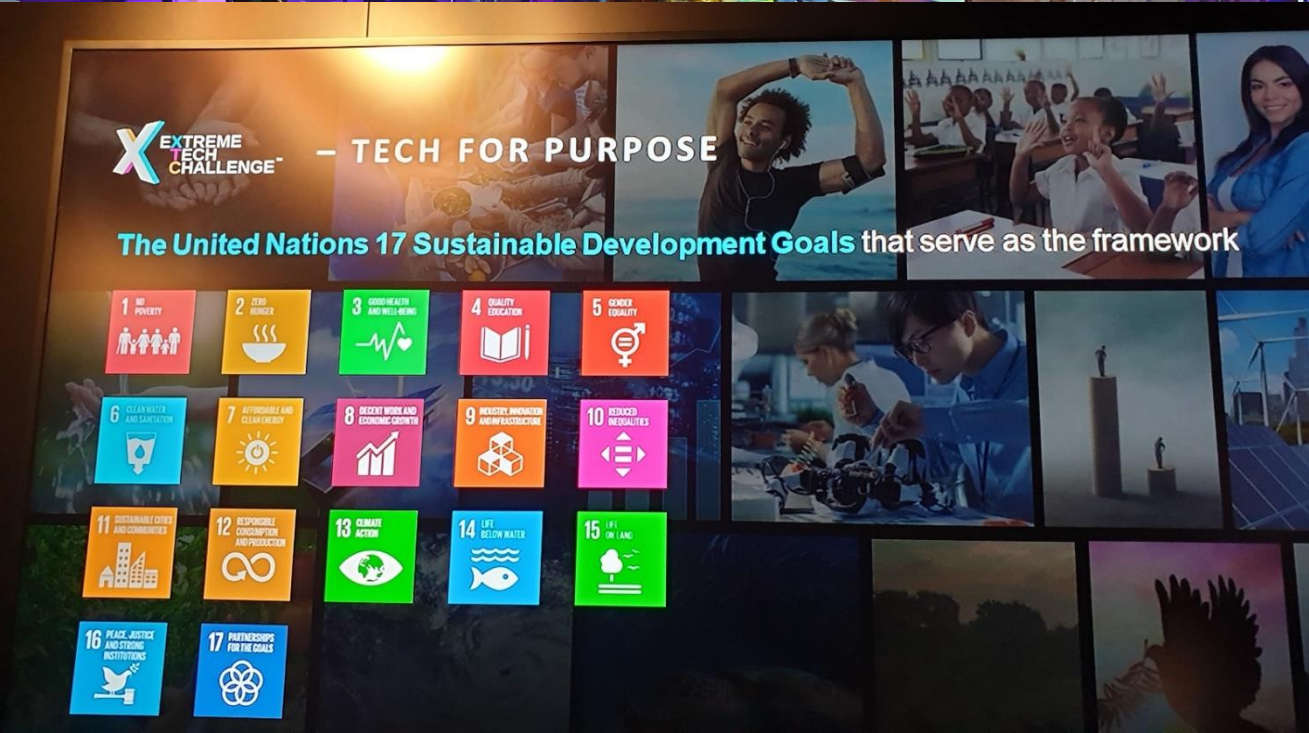 EXTREME
TECH
CHALLENGE™
– TECH FOR PURPOSE
The United Nations 17 Sustainable Development Goals that serve as the framework
1 NO
POVERTY
2 ZERO
HUNGER
3 GOOD HEALTH
AND WELL-BEING
4 QUALITY
EDUCATION
5 GENDER
EQUALITY
6 CLEAN WATER
AND SANITATION
7 AFFORDABLE AND
CLEAN ENERGY
8 DECENT WORK AND
ECONOMIC GROWTH
9 INDUSTRY, INNOVATION
AND INFRASTRUCTURE
10 REDUCED
INEQUALITIES
11 SUSTAINABLE CITIES
AND COMMUNITIES
12 RESPONSIBLE
CONSUMPTION
AND PRODUCTION
13 CLIMATE
ACTION
14 LIFE
BELOW WATER
15 LIFE
ON LAND
16 PEACE, JUSTICE
AND STRONG
INSTITUTIONS
17 PARTNERSHIPS
FOR THE GOALS